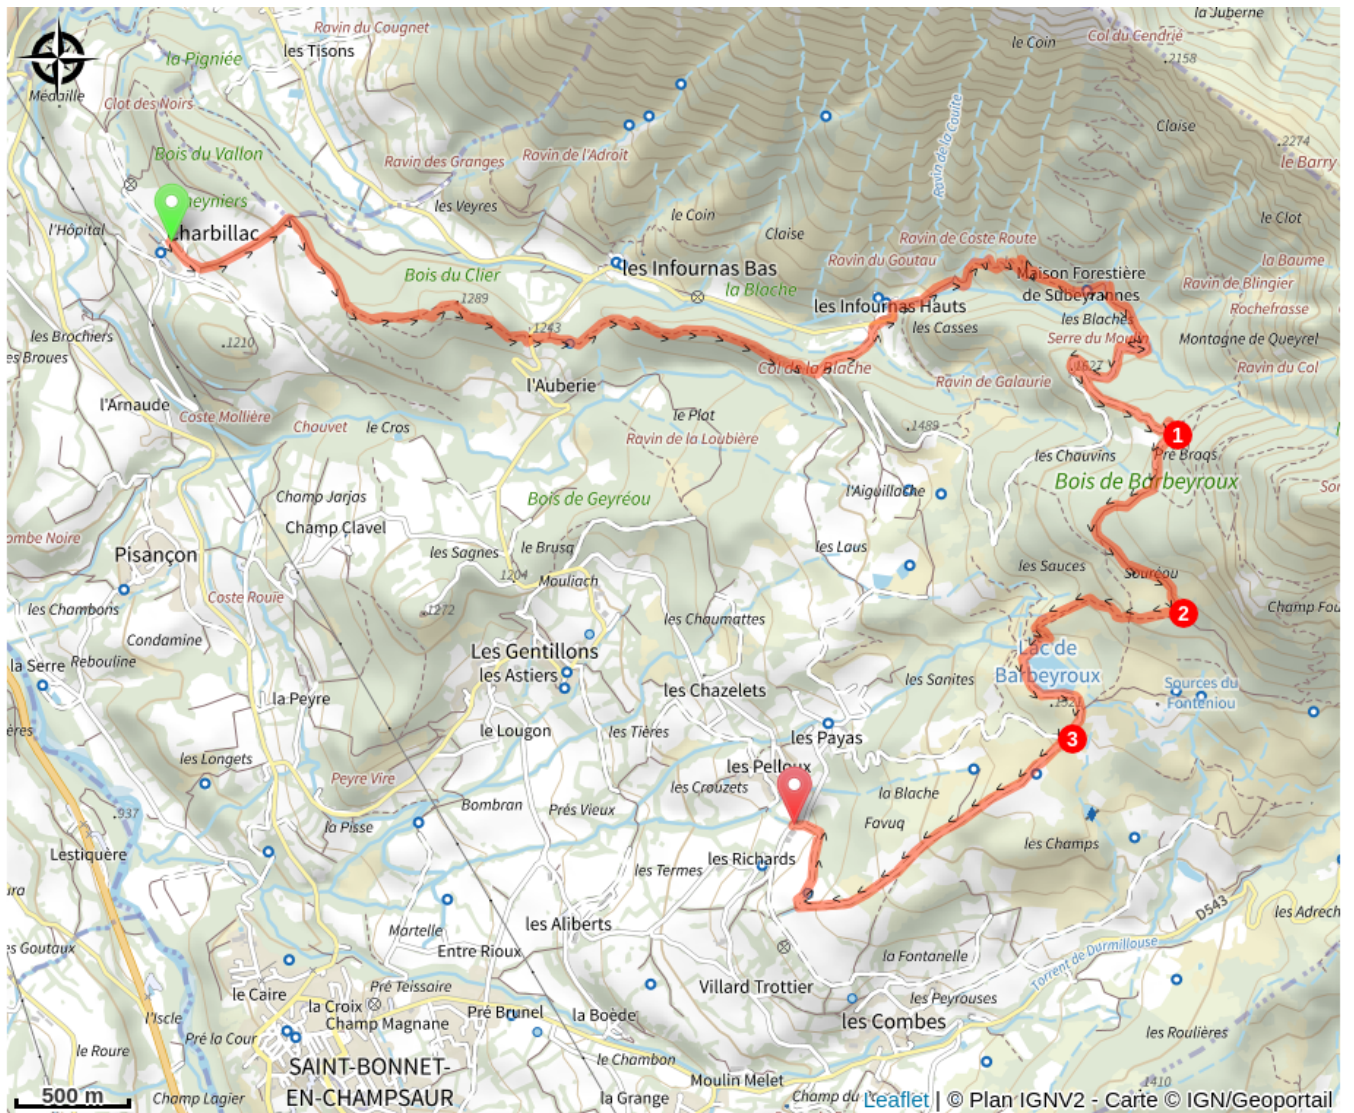 la Juberne
Ravin du Cougnet
Col du Cendrié
les Tisons
le Coin
la Pigniée
2158
Médaille
Clot des Noirs
Claise
2274
Ravin de la Couite
Bois du Vallon
Ravin des Granges
Ravin de l'Adroit
le Barry
les Veyres
le Coin
le Clot
l'Hôpital
Charbillac
Claise
Ravin de Coste Route
Ravin du Goutau
la Baume
Bois du Clier
les Infournas Bas
Maison Forestière
de Subeyrannes
Ravin de Blingier
la Blache
1289
les Infournas Hauts
Rochefrasse
les Blaches
1243
les Casses
les Brochiers
1210
Serre du Moulin
Montagne de Queyrel
1627
Col de la Blache
Ravin du Col
l'Auberie
Ravin de Galaurie
l'Arnaude
Coste Mollière
Chauvet
le Cros
le Plot
1489
Ravin de la Loubière
1
les Chauvins
Pré Broqs
Bois de Barbeyroux
l'Aiguillache
Champ Jarjas
Bois de Geyréou
Champ Clavel
ombe Noire
Pisançon
les Sagnes
le Brusq
les Laus
1204
Mouliach
les Sauces
Souréou
Coste Rouie
les Chambons
1272
les Chaumattes
Champ Fou
2
Condamine
Les Gentillons
Lac de
Barbeyroux
la Serre
Rebouline
les Astiers
les Sanites
Sources du
Fonteniou
les Chazelets
la Peyre
1321
le Lougon
les Tières
les Payas
3
les Longets
les Pelloux
Peyre Vire
les Crouzets
la Blache
Bombran
Prés Vieux
937
la Pisse
Favuq
les Champs
Lestiquère
les Richards
les Termes
D543
les Adrech
les Aliberts
Martelle
Entre Rioux
s Goutaux
la Fontanelle
Torrent de Durmillouse
Pré Teissaire
Villard Trottier
le Caire
la Croix
les Peyrouses
Champ Magnane
Pré Brunel
la Boëde
les Combes
l'Iscle
Pré la Cour
les Roulières
le Roure
le Chambon
SAINT-BONNET-
EN-CHAMPSAUR
Moulin Melet
1410
500 m
Champ Lagier
la Grange
Leaflet | © Plan IGNV2 - Carte © IGN/Geoportail